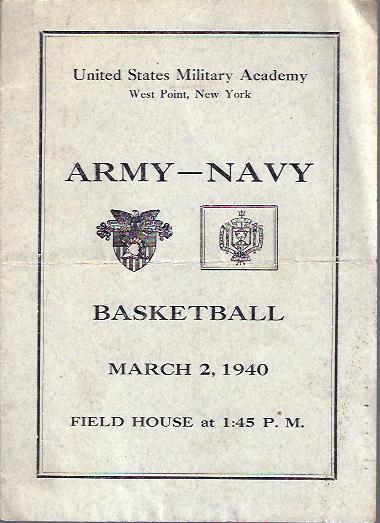 United States Military Academy
West Point, New York
ARMY—NAVY
BASKETBALL
MARCH 2, 1940
FIELD HOUSE at 1:45 P. M.